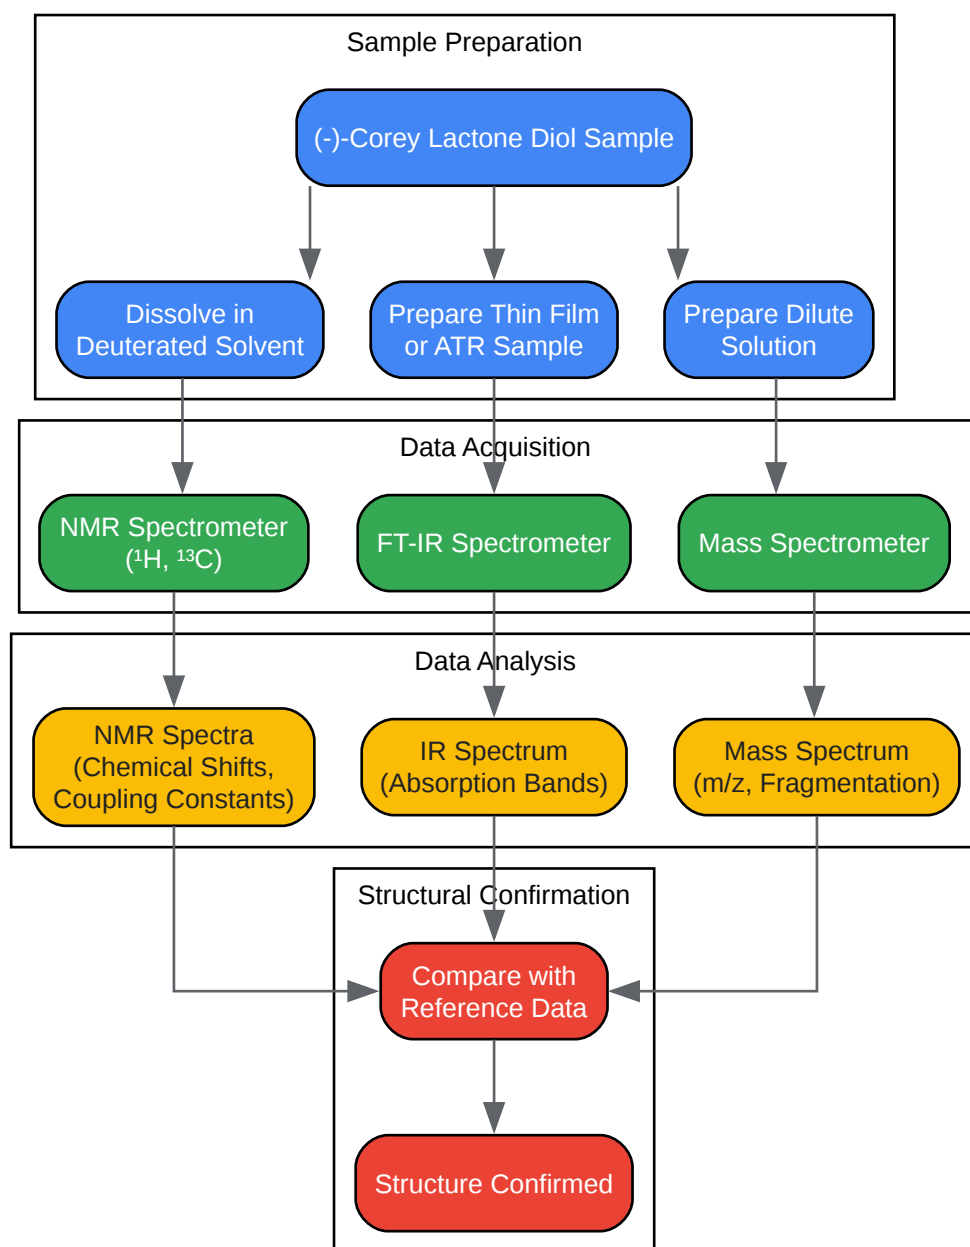 Sample Preparation
(-)-Corey Lactone Diol Sample
Dissolve in
Deuterated Solvent
Prepare Thin Film
or ATR Sample
Prepare Dilute
Solution
Data Acquisition
NMR Spectrometer
(¹H, ¹³C)
FT-IR Spectrometer
Mass Spectrometer
Data Analysis
NMR Spectra
(Chemical Shifts,
Coupling Constants)
IR Spectrum
(Absorption Bands)
Mass Spectrum
(m/z, Fragmentation)
Structural Confirmation
Compare with
Reference Data
Structure Confirmed